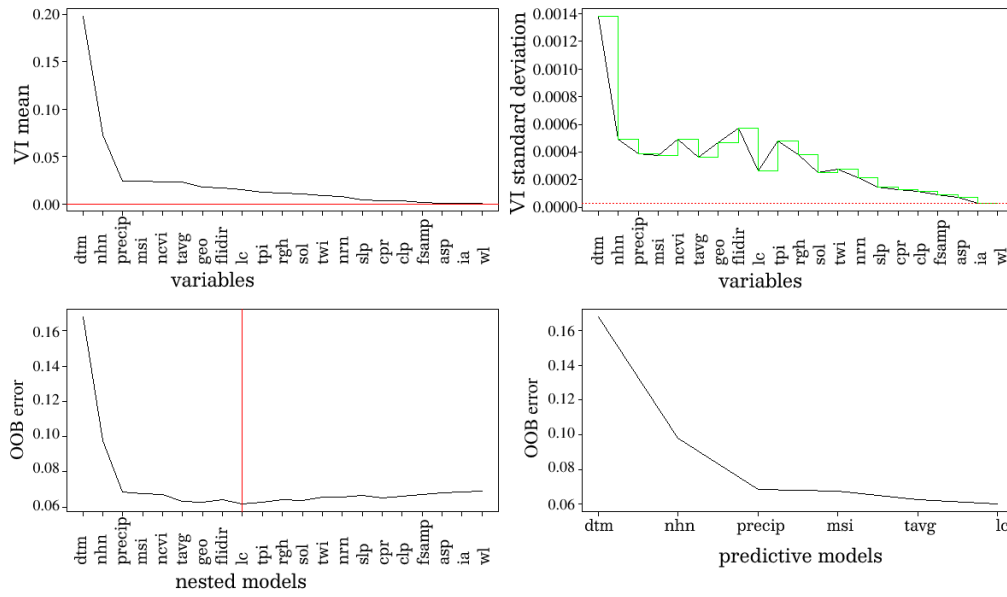 VI mean
0.20
0.15
0.10
0.05
0.00
dtm
nhn
precip
msi
ncvi
tavg
geo
flidir
lc
tpi
rgh
sol
twi
nrn
slp
cpr
clp
fsamp
asp
ia
wl
variables
VI standard deviation
0.0014
0.0012
0.0010
0.0008
0.0006
0.0004
0.0002
0.0000
dtm
nhn
precip
msi
ncvi
tavg
geo
flidir
lc
tpi
rgh
sol
twi
nrn
slp
cpr
clp
fsamp
asp
ia
wl
variables
OOB error
0.16
0.14
0.12
0.10
0.08
0.06
dtm
nhn
precip
msi
ncvi
tavg
geo
flidir
lc
tpi
rgh
sol
twi
nrn
slp
cpr
clp
fsamp
asp
ia
wl
nested models
OOB error
0.16
0.14
0.12
0.10
0.08
0.06
dtm nhn precip msi tavg lc
predictive models